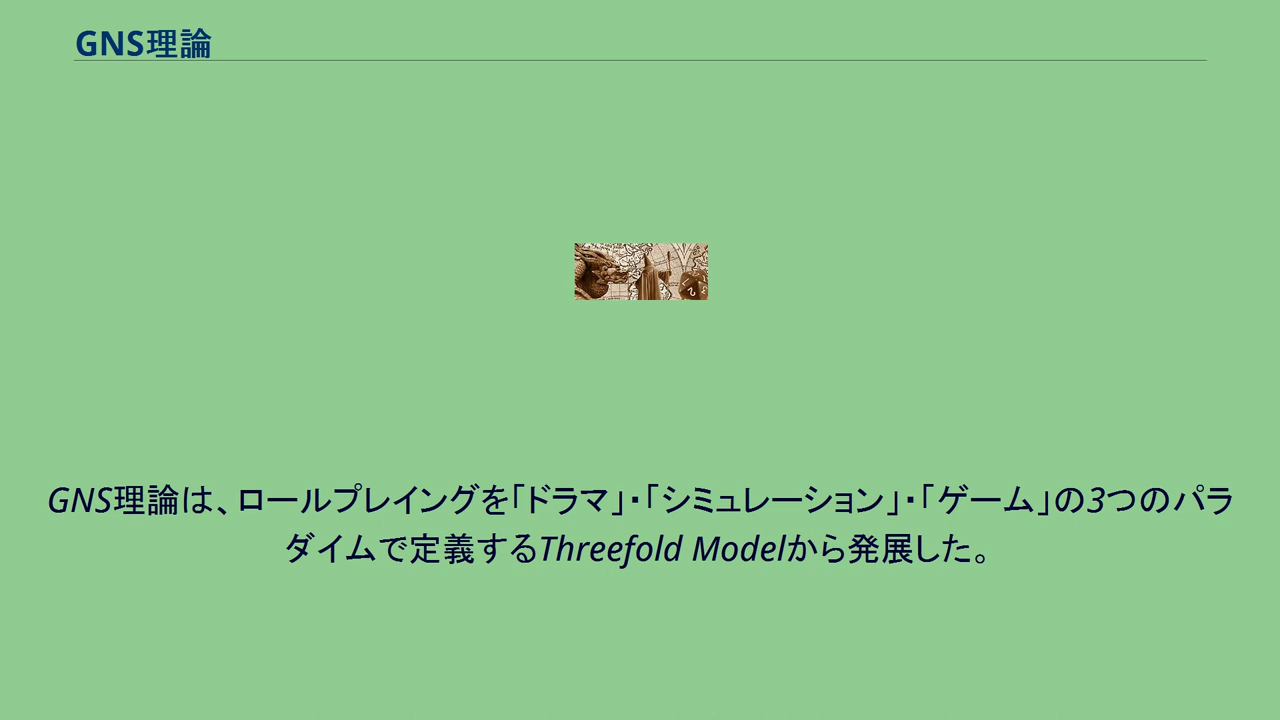 GNS理論
GNS理論は、ロールプレイングを「ドラマ」・「シミュレーション」・「ゲーム」の3つのパラ
ダイムで定義するThreefold Modelから発展した。